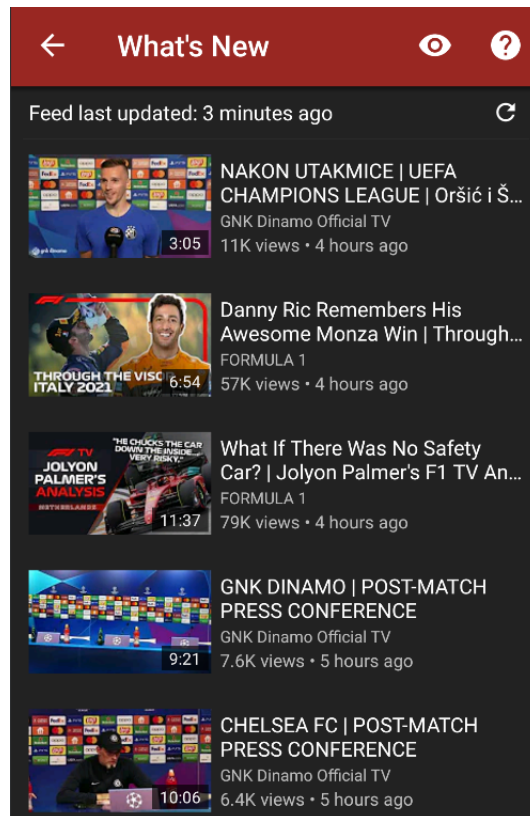 What's New
Feed last updated: 3 minutes ago
gnk dinamo
3:05
NAKON UTAKMICE | UEFA
CHAMPIONS LEAGUE | Oršić i Š...
GNK Dinamo Official TV
11K views • 4 hours ago
F1
THROUGH THE VISOR
ITALY 2021
6:54
Danny Ric Remembers His
Awesome Monza Win | Through...
FORMULA 1
57K views • 4 hours ago
F1 TV
JOLYON
PALMER'S
ANALYSIS
NETHERLANDS
"HE CHUCKS THE CAR
DOWN THE INSIDE...
VERY RISKY."
11:37
What If There Was No Safety
Car? | Jolyon Palmer's F1 TV An...
FORMULA 1
79K views • 4 hours ago
9:21
GNK DINAMO | POST-MATCH
PRESS CONFERENCE
GNK Dinamo Official TV
7.6K views • 5 hours ago
10:06
CHELSEA FC | POST-MATCH
PRESS CONFERENCE
GNK Dinamo Official TV
6.4K views • 5 hours ago